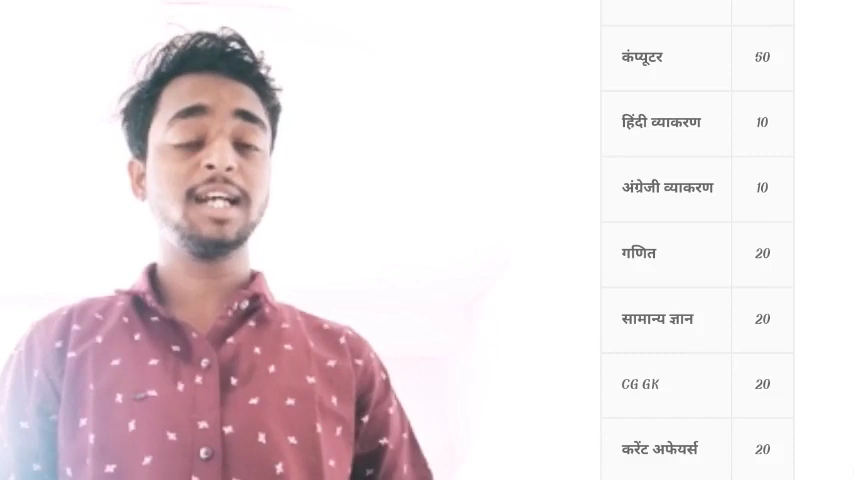 कंप्यूटर 50
हिंदी व्याकरण 10
अंग्रेजी व्याकरण 10
गणित 20
सामान्य ज्ञान 20
CG GK 20
करेंट अफेयर्स 20